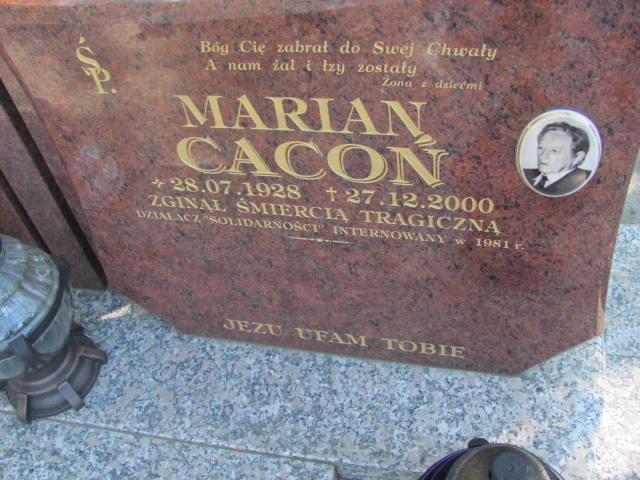 Ś.P.
Bóg Cię zabrał do Swej Chwały
A nam żal i łzy zostały
Żona z dziećmi
MARIAN
CACOŃ
* 28.07.1928 † 27.12.2000
ZGINĄŁ ŚMIERCIĄ TRAGICZNĄ
DZIAŁACZ "SOLIDARNOŚCI" INTERNOWANY w 1981 r.
JEZU UFAM TOBIE